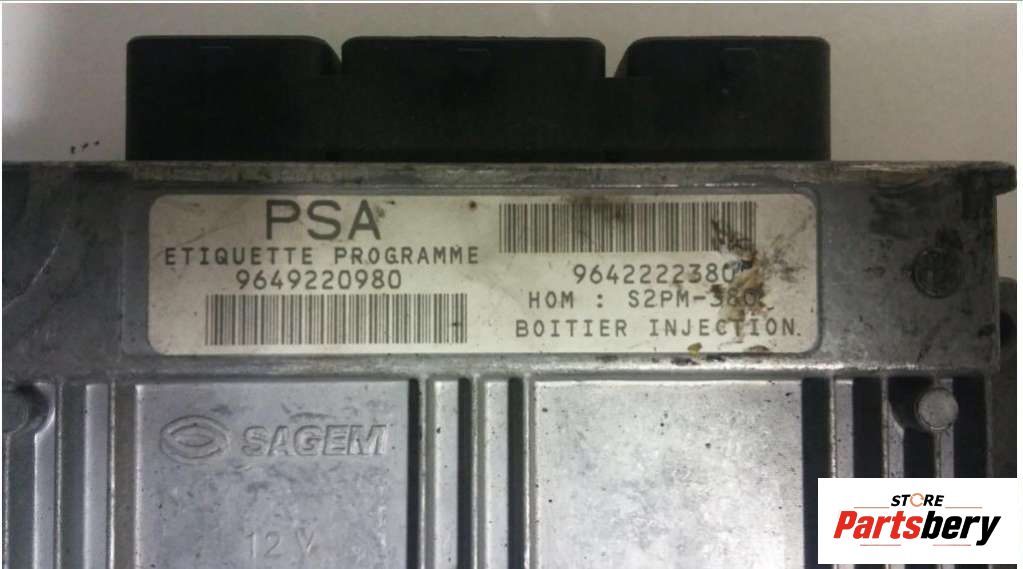 PSA
ETIQUETTE PROGRAMME
9649220980
9642222380
HOM : S2PM-380
BOITIER INJECTION
SAGEM
12 V
STORE
Partsbery